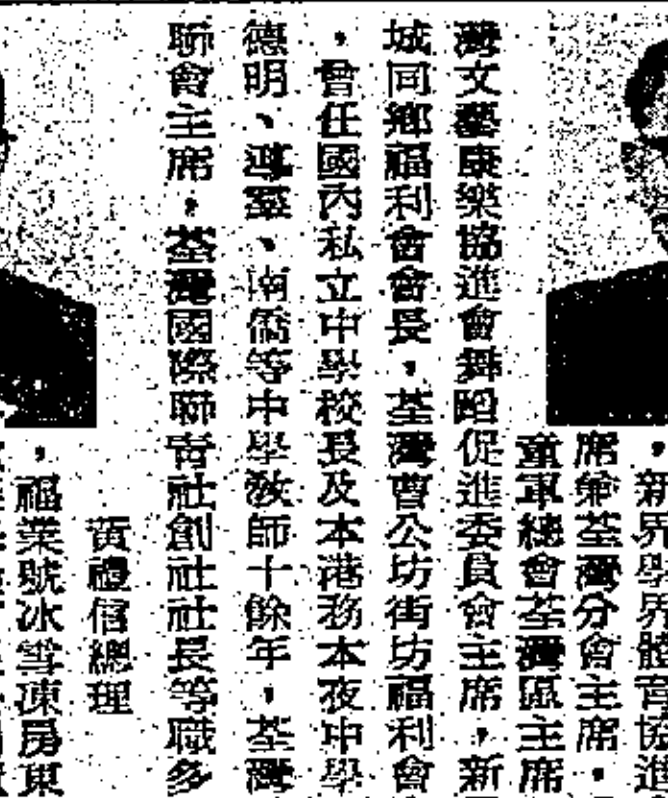 ，新界學界體育協進
席兼荃灣分會主席，
童軍總會荃灣區主席
灣文藝康樂協進會舞蹈促進委員會主席，新
城同鄉福利會會長，荃灣曹公坊街坊福利會
，曾任國內私立中學校長及本港務本夜中學
德明、、南僑等中學教師十餘年，荃灣
聯會主席，荃灣國際聯青社創社社長等職多
黃禮信總理
，福業號冰雪凍房東